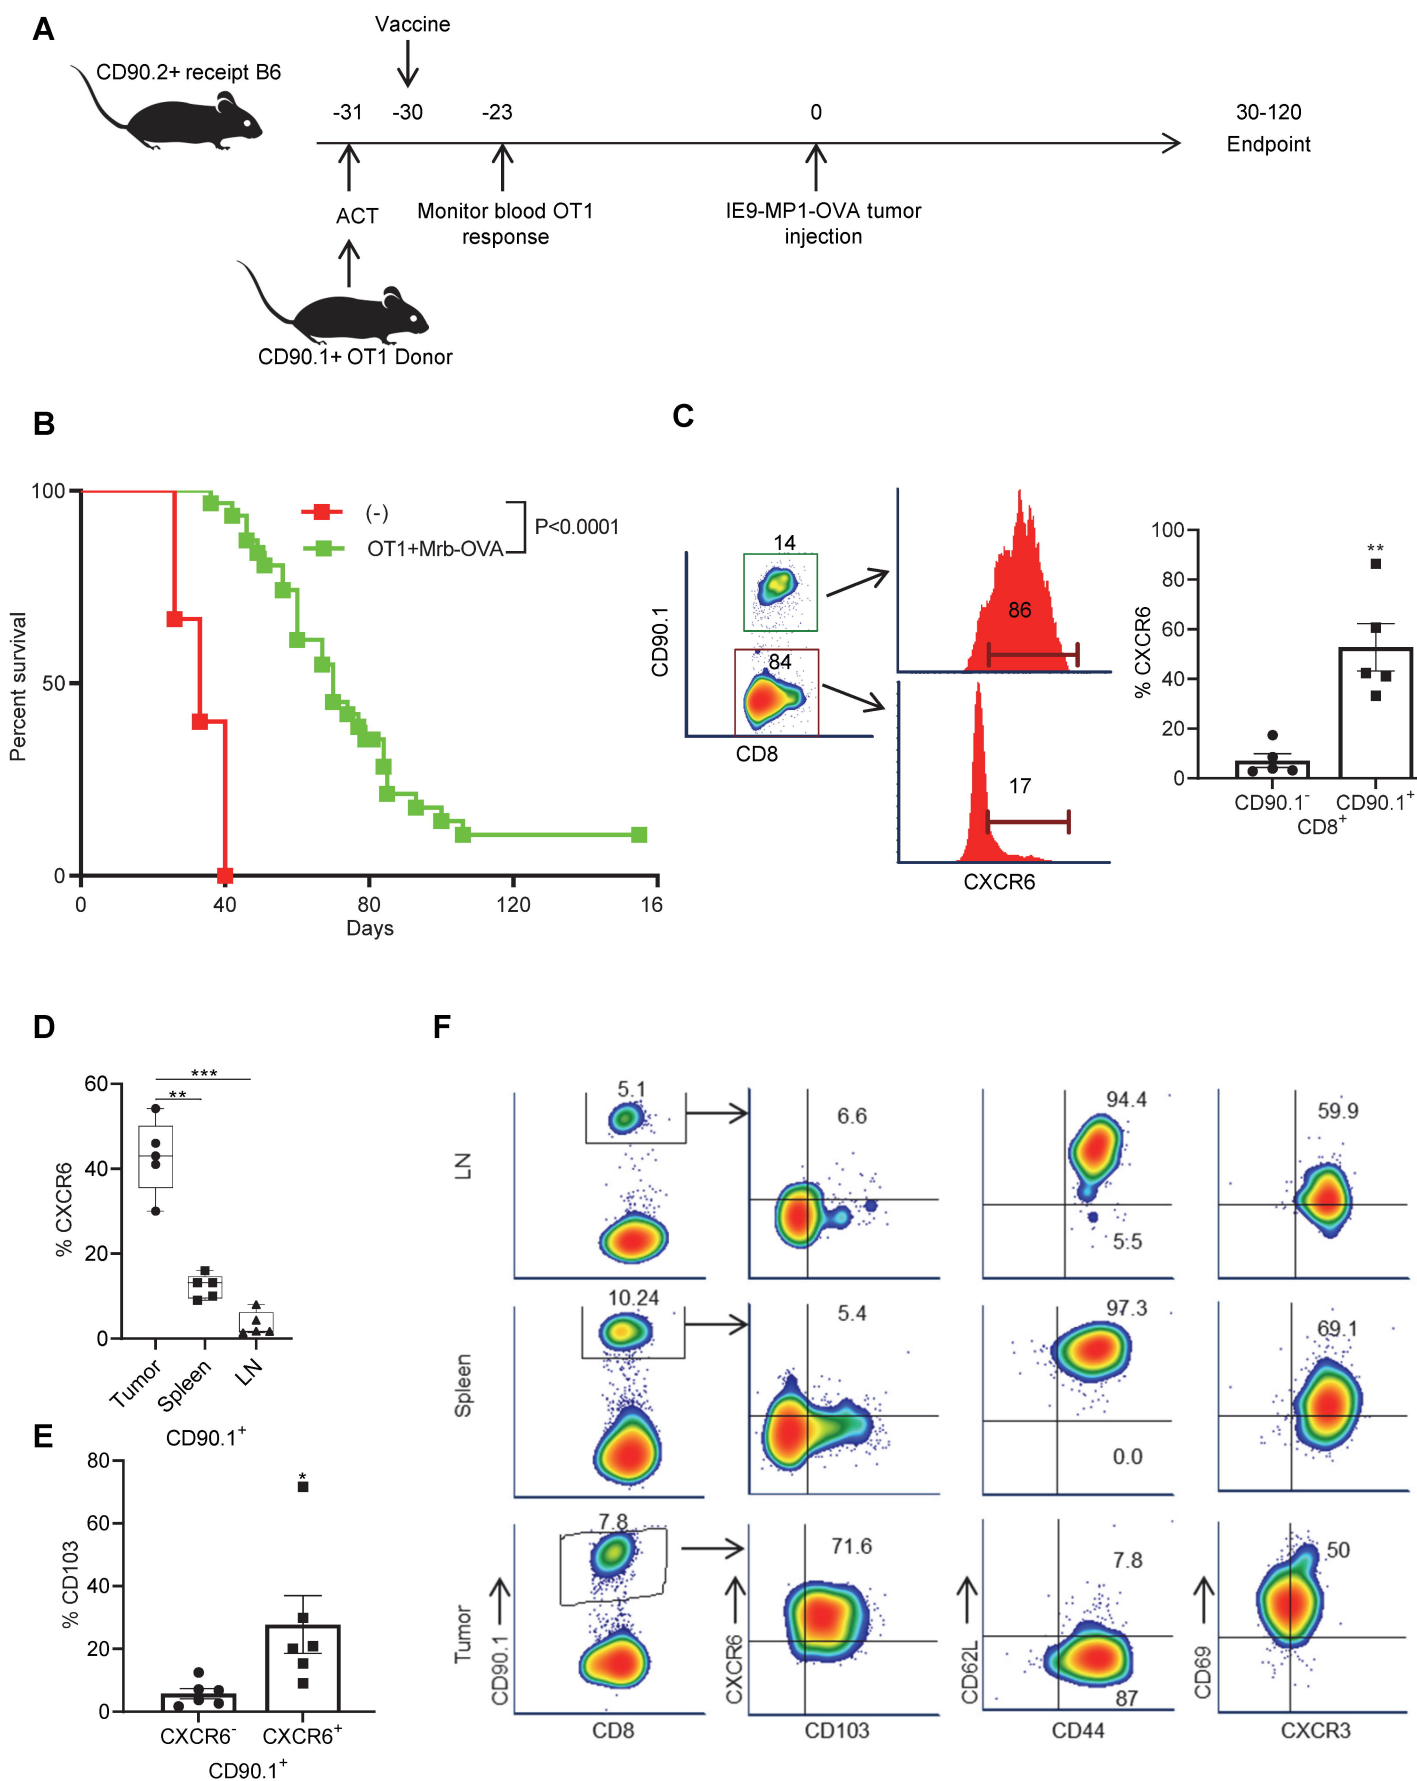 A
Vaccine
CD90.2+ receipt B6
-31
-30
-23
0
30-120
Endpoint
ACT
Monitor blood OT1
response
IE9-MP1-OVA tumor
injection
CD90.1+ OT1 Donor
B
Percent survival
100
50
0
0
40
80
120
16
Days
(-)
OT1+Mrb-OVA
P<0.0001
C
CD90.1
14
84
CD8
86
17
CXCR6
% CXCR6
100
80
60
40
20
0
**
CD90.1-
CD90.1+
CD8+
D
% CXCR6
60
40
20
0
***
**
Tumor
Spleen
LN
CD90.1+
E
% CD103
80
60
40
20
0
*
CXCR6-
CXCR6+
CD90.1+
F
LN
5.1
6.6
94.4
5.5
59.9
Spleen
10.24
5.4
97.3
0.0
69.1
Tumor
7.8
71.6
7.8
87
50
CD90.1
CXCR6
CD62L
CD69
CD8
CD103
CD44
CXCR3